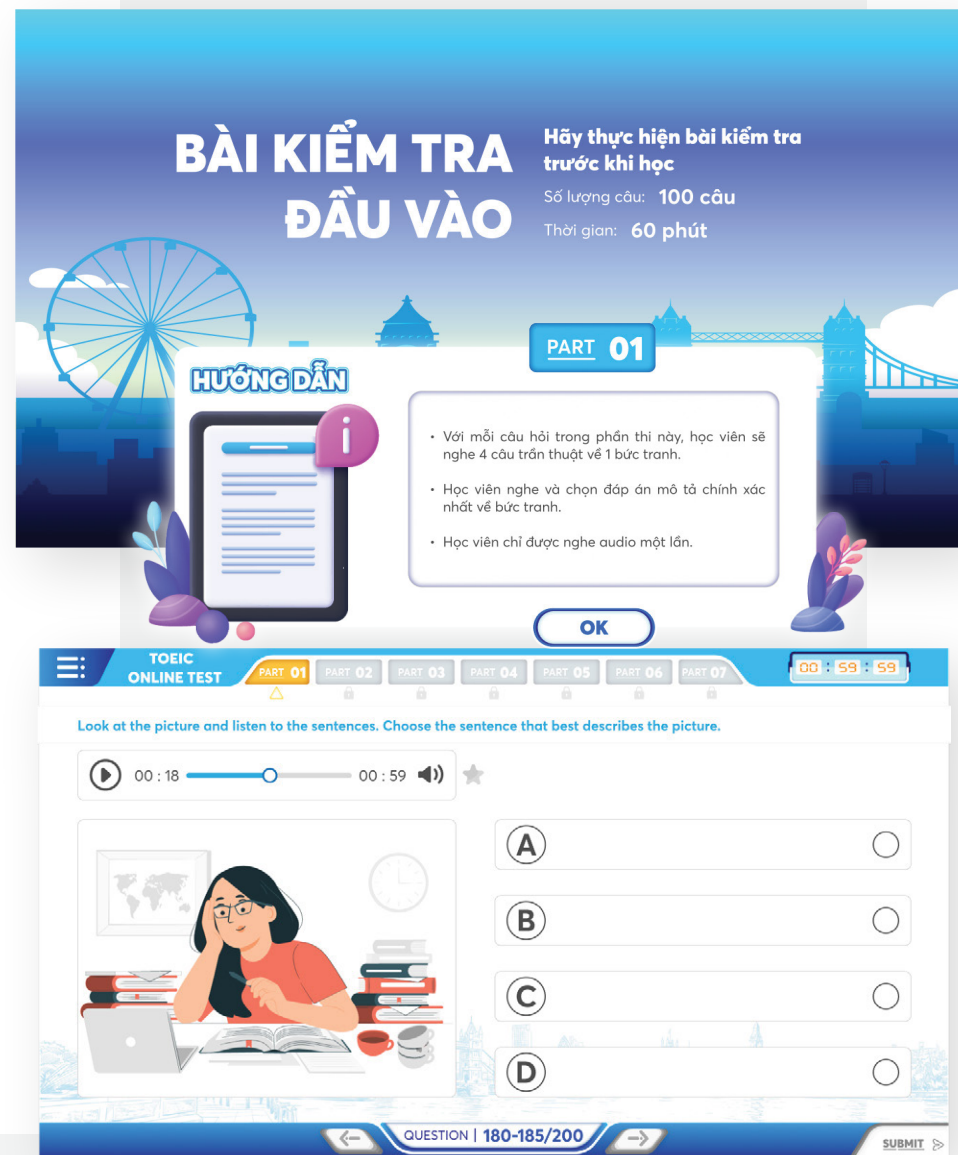 BÀI KIỂM TRA
ĐẦU VÀO
Hãy thực hiện bài kiểm tra
trước khi học
Số lượng câu: 100 câu
Thời gian: 60 phút
HƯỚNG DẪN
i
PART 01
• Với mỗi câu hỏi trong phần thi này, học viên sẽ
nghe 4 câu trần thuật về 1 bức tranh.
• Học viên nghe và chọn đáp án mô tả chính xác
nhất về bức tranh.
• Học viên chỉ được nghe audio một lần.
OK
TOEIC
ONLINE TEST
PART 01 PART 02 PART 03 PART 04 PART 05 PART 06 PART 07
00 : 59 : 59
Look at the picture and listen to the sentences. Choose the sentence that best describes the picture.
00 : 18 00 : 59
A
B
C
D
QUESTION | 180-185/200
SUBMIT